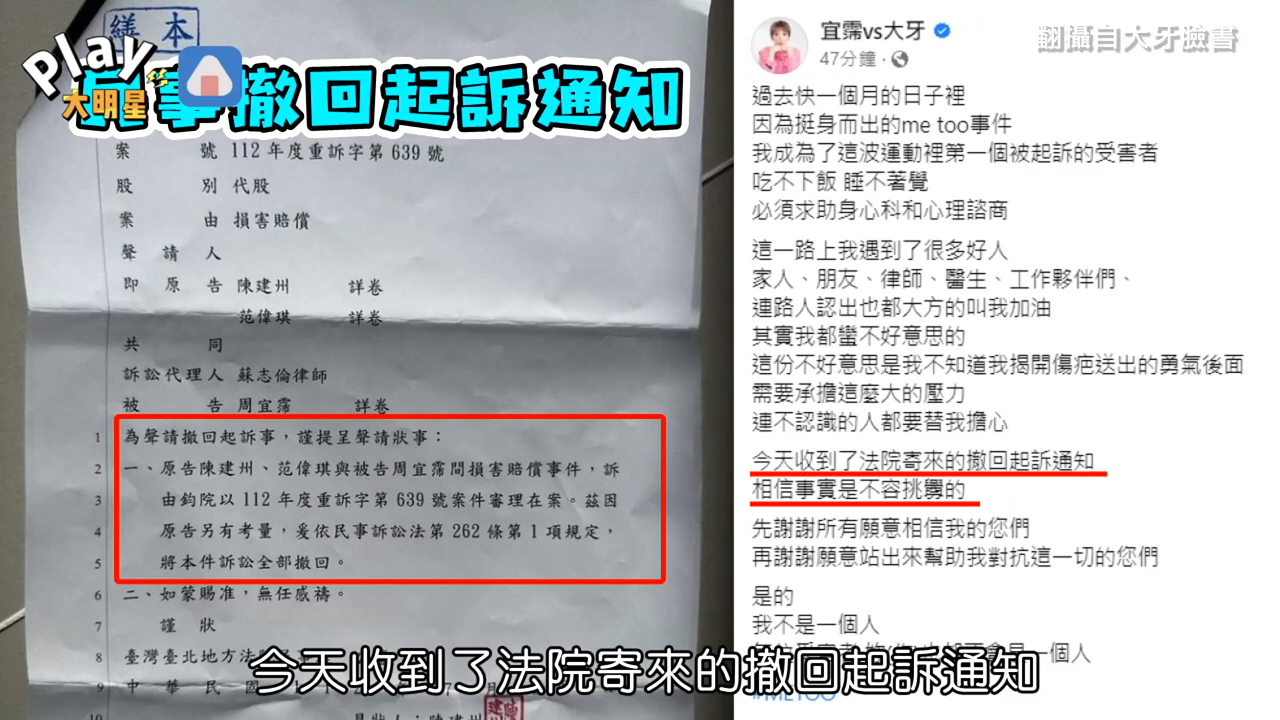 繕本
Play
大明星
事撤回起訴通知
案 號 112 年度重訴字第 639 號
股 別 代股
案 由 損害賠償
聲 請 人
即 原 告 陳建州 詳卷
范偉琪 詳卷
共 同
訴訟代理人 蘇志倫律師
被 告 周宜霈 詳卷
1 為聲請撤回起訴事，謹提呈聲請狀事：
2 一、原告陳建州、范偉琪與被告周宜霈間損害賠償事件，訴
3 由鈞院以 112 年度重訴字第 639 號案件審理在案。茲因
4 原告另有考量，爰依民事訴訟法第 262 條第 1 項規定，
5 將本件訴訟全部撤回。
6 二、如蒙賜准，無任感禱。
7 謹 狀
8 臺灣臺北地方法院
9 中 華 民 國
10 具狀人：陳建州
宜霈vs大牙
47分鐘
翻攝自大牙臉書
過去快一個月的日子裡
因為挺身而出的me too事件
我成為了這波運動裡第一個被起訴的受害者
吃不下飯 睡不著覺
必須求助身心科和心理諮商
這一路上我遇到了很多好人
家人、朋友、律師、醫生、工作夥伴們、
連路人認出也都大方的叫我加油
其實我都蠻不好意思的
這份不好意思是我不知道我揭開傷疤送出的勇氣後面
需要承擔這麼大的壓力
連不認識的人都要替我擔心
今天收到了法院寄來的撤回起訴通知
相信事實是不容挑釁的
先謝謝所有願意相信我的您們
再謝謝願意站出來幫助我對抗這一切的您們
是的
我不是一個人
一個人
#METOO
今天收到了法院寄來的撤回起訴通知